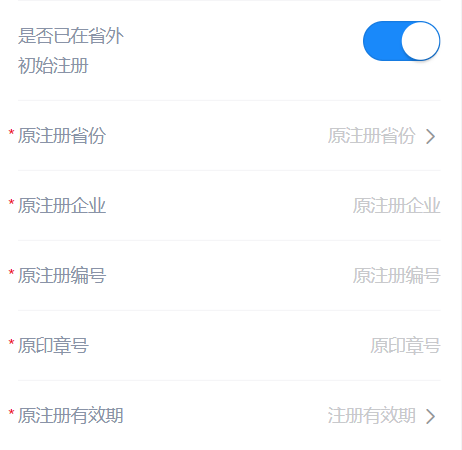 是否已在省外
初始注册
* 原注册省份 原注册省份
* 原注册企业 原注册企业
* 原注册编号 原注册编号
* 原印章号 原印章号
* 原注册有效期 注册有效期